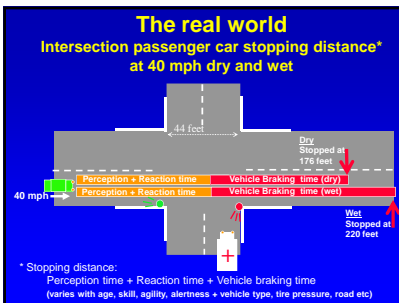 The real world
Intersection passenger car stopping distance*
at 40 mph dry and wet
44 feet
Dry
Stopped at
176 feet
Perception + Reaction time
Vehicle Braking time (dry)
40 mph
Perception + Reaction time
Vehicle Braking time (wet)
Wet
Stopped at
220 feet
* Stopping distance:
Perception time + Reaction time + Vehicle braking time
(varies with age, skill, agility, alertness + vehicle type, tire pressure, road etc)